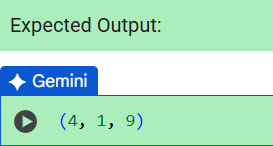 Expected Output:
Gemini
(4, 1, 9)